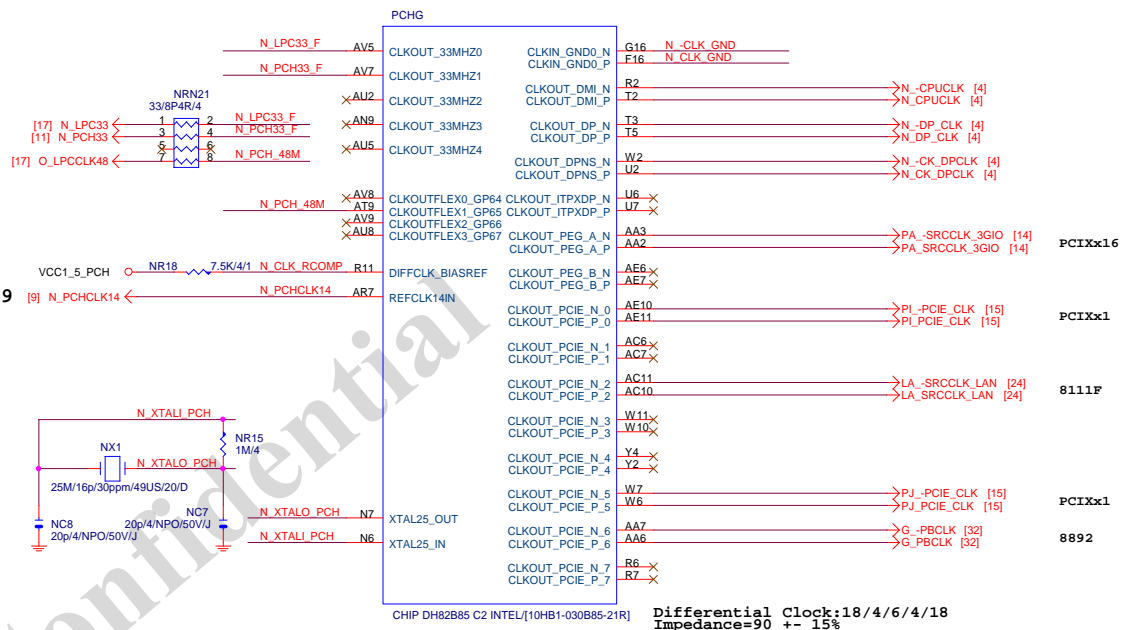 PCHG
N_LPC33_F AV5 CLKOUT_33MHZ0
N_PCH33_F AV7 CLKOUT_33MHZ1
AU2 CLKOUT_33MHZ2
AN9 CLKOUT_33MHZ3
AU5 CLKOUT_33MHZ4
NRN21
33/8P4R/4
[17] N_LPC33 1 2 N_LPC33_F
[11] N_PCH33 3 4 N_PCH33_F
5 6
[17] O_LPCCLK48 7 8 N_PCH_48M
AV8 CLKOUTFLEX0_GP64
N_PCH_48M AT9 CLKOUTFLEX1_GP65
AV9 CLKOUTFLEX2_GP66
AU8 CLKOUTFLEX3_GP67
VCC1_5_PCH NR18 7.5K/4/1 N_CLK_RCOMP R11 DIFFCLK_BIASREF
9 [9] N_PCHCLK14 N_PCHCLK14 AR7 REFCLK14IN
N_XTALI_PCH
NR15
1M/4
NX1
N_XTALO_PCH
25M/16p/30ppm/49US/20/D
NC8
20p/4/NPO/50V/J
NC7
20p/4/NPO/50V/J
N_XTALO_PCH N7 XTAL25_OUT
N_XTALI_PCH N6 XTAL25_IN
CLKIN_GND0_N G16 N_-CLK_GND
CLKIN_GND0_P F16 N_CLK_GND
CLKOUT_DMI_N R2 N_-CPUCLK [4]
CLKOUT_DMI_P T2 N_CPUCLK [4]
CLKOUT_DP_N T3 N_-DP_CLK [4]
CLKOUT_DP_P T5 N_DP_CLK [4]
CLKOUT_DPNS_N W2 N_-CK_DPCLK [4]
CLKOUT_DPNS_P U2 N_CK_DPCLK [4]
CLKOUT_ITPXDP_N U6
CLKOUT_ITPXDP_P U7
CLKOUT_PEG_A_N AA3 PA_-SRCCLK_3GIO [14]
CLKOUT_PEG_A_P AA2 PA_SRCCLK_3GIO [14]
PCIXx16
CLKOUT_PEG_B_N AE6
CLKOUT_PEG_B_P AE7
CLKOUT_PCIE_N_0 AE10 PI_-PCIE_CLK [15]
CLKOUT_PCIE_P_0 AE11 PI_PCIE_CLK [15]
PCIXx1
CLKOUT_PCIE_N_1 AC6
CLKOUT_PCIE_P_1 AC7
CLKOUT_PCIE_N_2 AC11 LA_-SRCCLK_LAN [24]
CLKOUT_PCIE_P_2 AC10 LA_SRCCLK_LAN [24]
8111F
CLKOUT_PCIE_N_3 W11
CLKOUT_PCIE_P_3 W10
CLKOUT_PCIE_N_4 Y4
CLKOUT_PCIE_P_4 Y2
CLKOUT_PCIE_N_5 W7 PJ_-PCIE_CLK [15]
CLKOUT_PCIE_P_5 W6 PJ_PCIE_CLK [15]
PCIXx1
CLKOUT_PCIE_N_6 AA7 G_-PBCLK [32]
CLKOUT_PCIE_P_6 AA6 G_PBCLK [32]
8892
CLKOUT_PCIE_N_7 R6
CLKOUT_PCIE_P_7 R7
CHIP DH82B85 C2 INTEL/[10HB1-030B85-21R]
Differential Clock:18/4/6/4/18
Impedance=90 +- 15%
Confidential